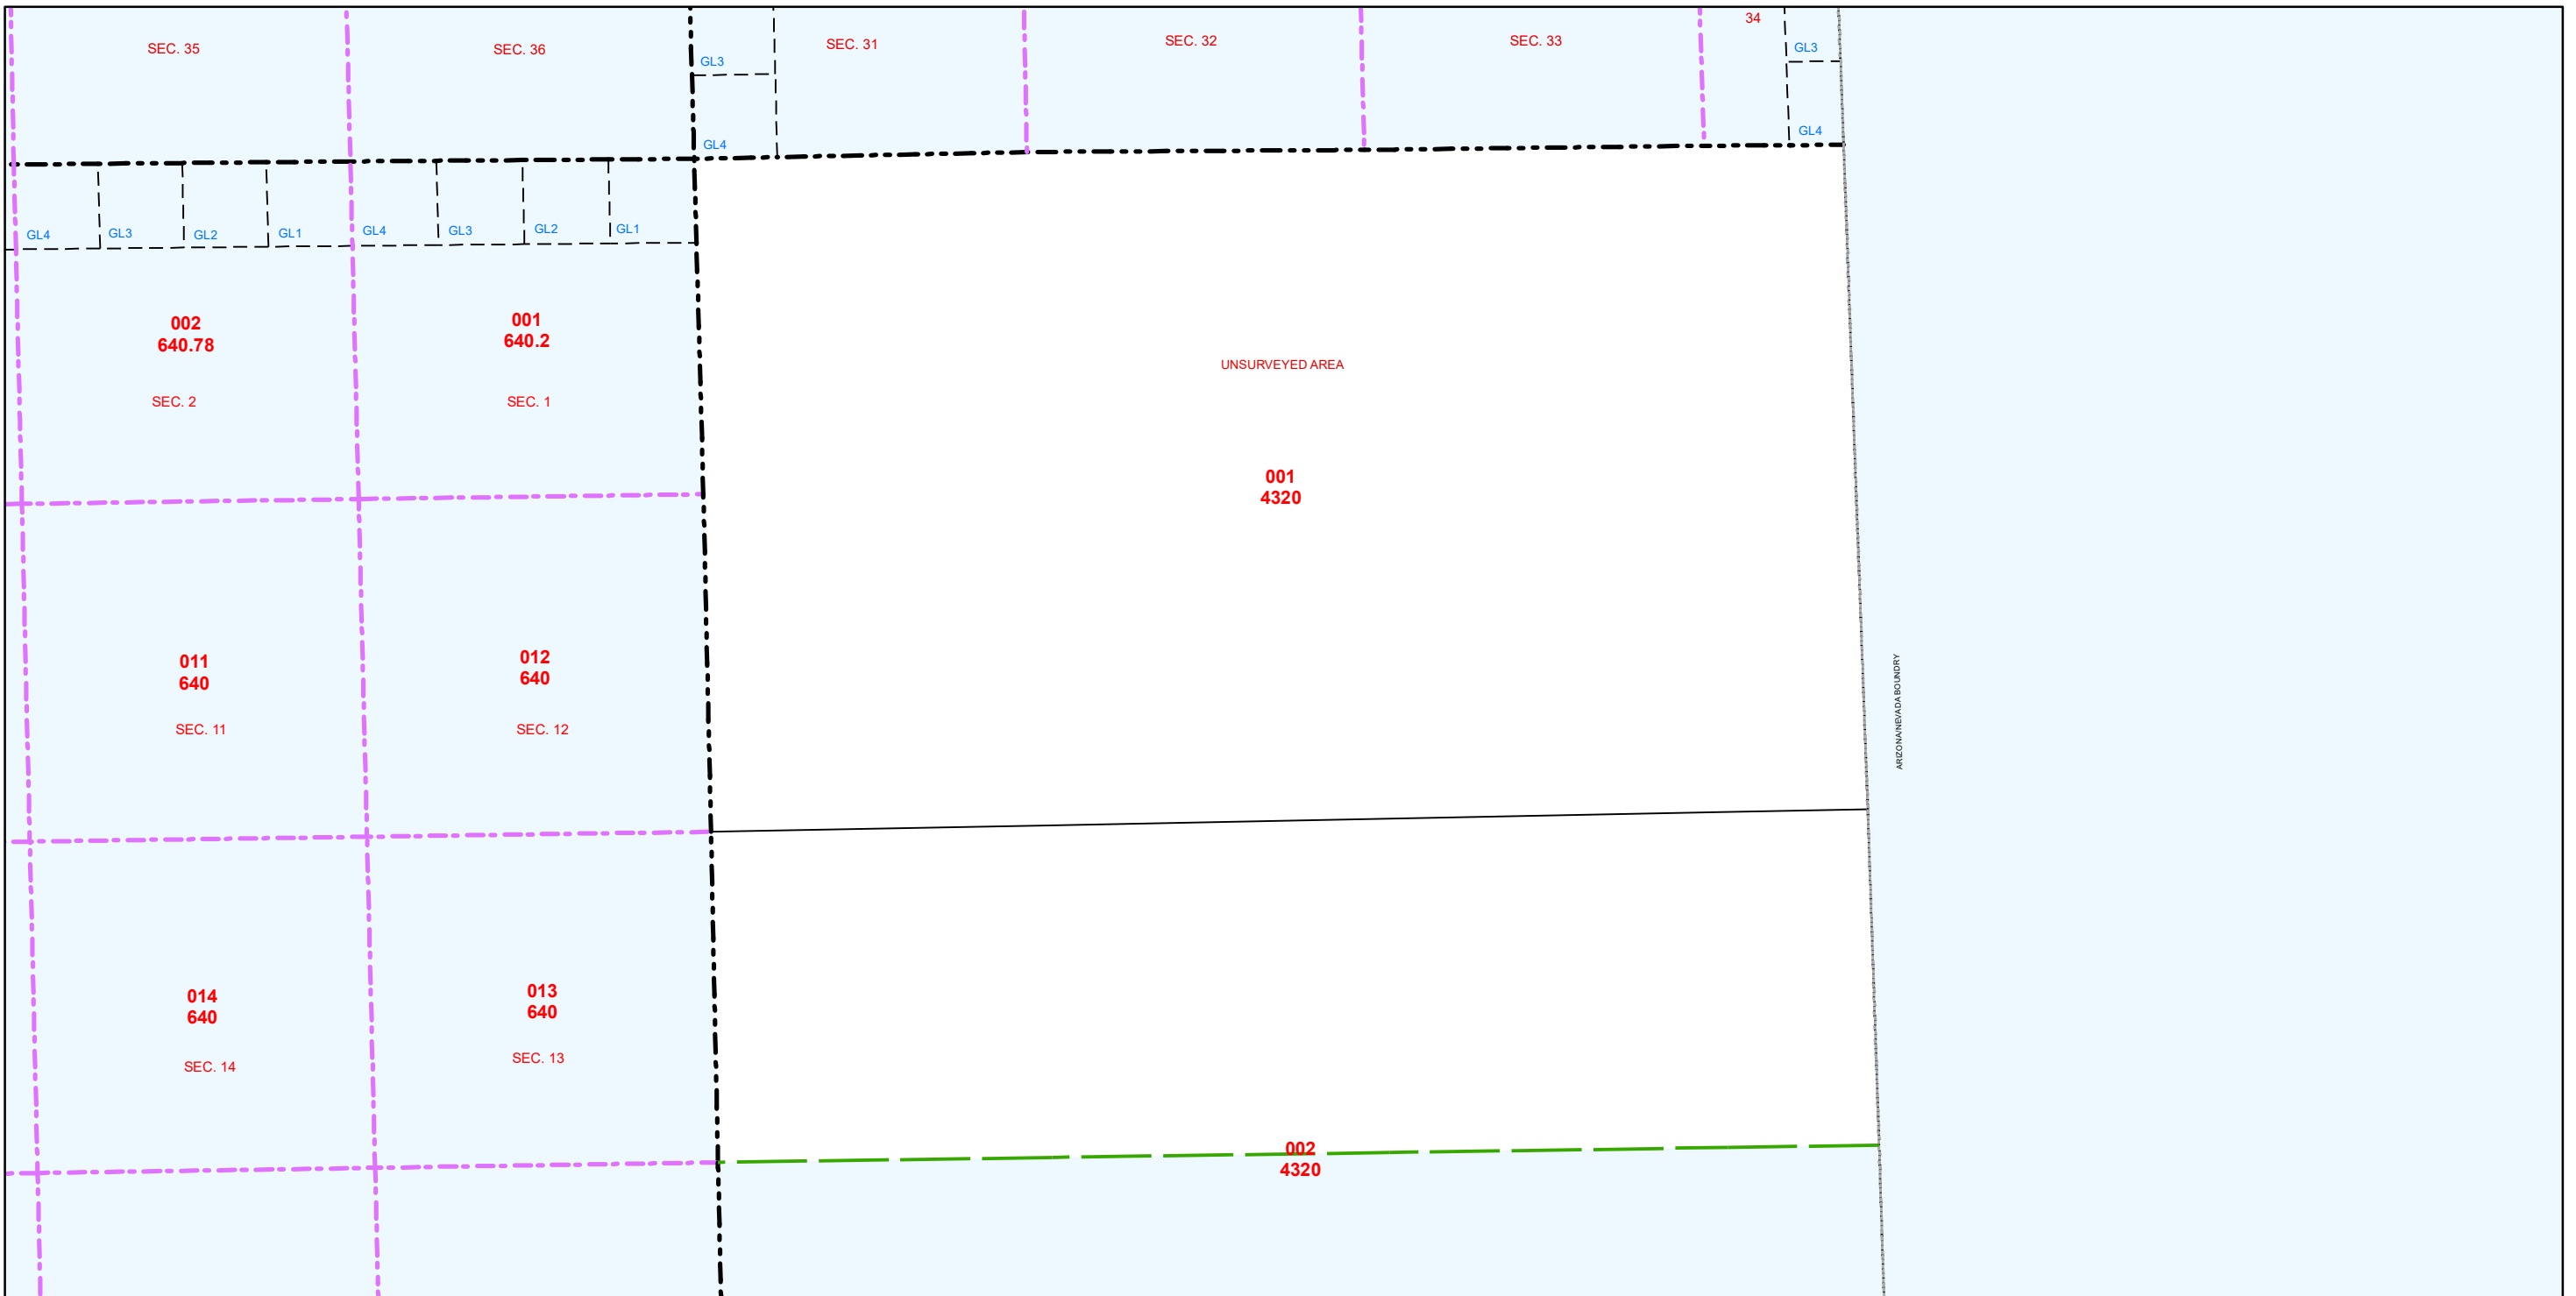 SEC. 35
SEC. 36
GL3
SEC. 31
SEC. 32
SEC. 33
34
GL3
GL4
GL4
GL4
GL3
GL2
GL1
GL4
GL3
GL2
GL1
002
640.78
001
640.2
UNSURVEYED AREA
SEC. 2
SEC. 1
001
4320
011
640
012
640
SEC. 11
SEC. 12
ARIZONA/NEVADA BOUNDRY
014
640
013
640
SEC. 14
SEC. 13
002
4320